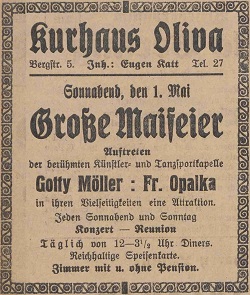 Kurhaus Oliva
Bergstr. 5. Inh.: Eugen Katt Tel. 27
Sonnabend, den 1. Mai
Große Maifeier
Auftreten
der berühmten Künstler- und Tanzsportkapelle
Gotty Möller : Fr. Opalka
in ihren Vielseitigkeiten eine Attraktion.
Jeden Sonnabend und Sonntag
Konzert — Reunion
Täglich von 12—3½ Uhr Diners.
Reichhaltige Speisenkarte.
Zimmer mit u. ohne Pension.